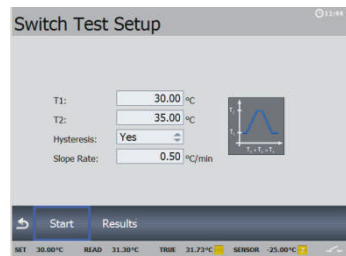 Switch Test Setup
11:44
T1: 30.00 °C
T2: 35.00 °C
Hysteresis: Yes
Slope Rate: 0.50 °C/min
Start Results
SET 30.00°C READ 31.30°C TRUE 31.73°C SENSOR -25.00°C